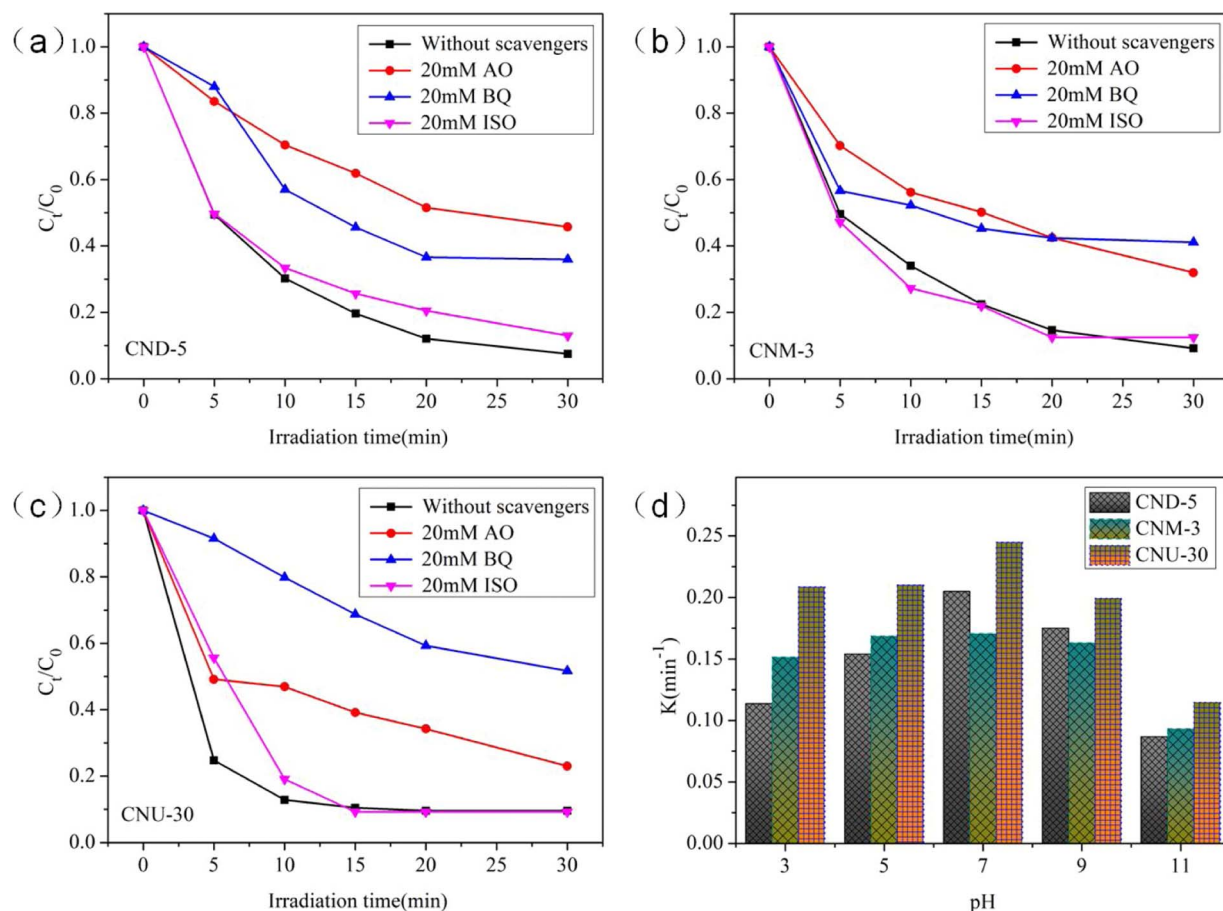 （a）
1.0
0.8
0.6
0.4
0.2
0.0
Ct/C0
Without scavengers
20mM AO
20mM BQ
20mM ISO
CND-5
0 5 10 15 20 25 30
Irradiation time(min)
（b）
1.0
0.8
0.6
0.4
0.2
0.0
Ct/C0
Without scavengers
20mM AO
20mM BQ
20mM ISO
CNM-3
0 5 10 15 20 25 30
Irradiation time(min)
（c）
1.0
0.8
0.6
0.4
0.2
0.0
Ct/C0
Without scavengers
20mM AO
20mM BQ
20mM ISO
CNU-30
0 5 10 15 20 25 30
Irradiation time(min)
（d）
0.25
0.20
0.15
0.10
0.05
0.00
K(min⁻¹)
CND-5
CNM-3
CNU-30
3 5 7 9 11
pH